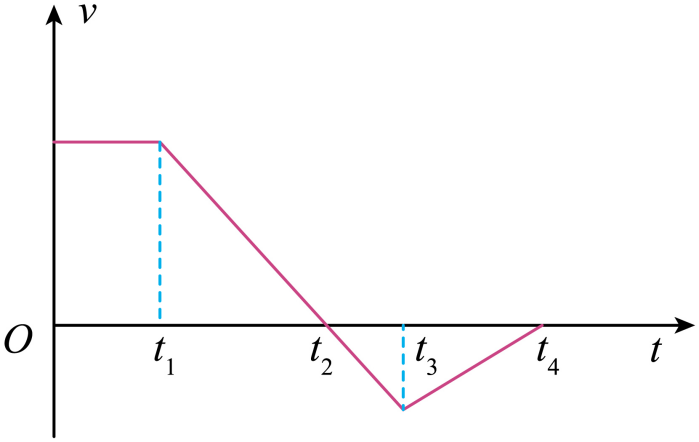 v
O t₁ t₂ t₃ t₄ t